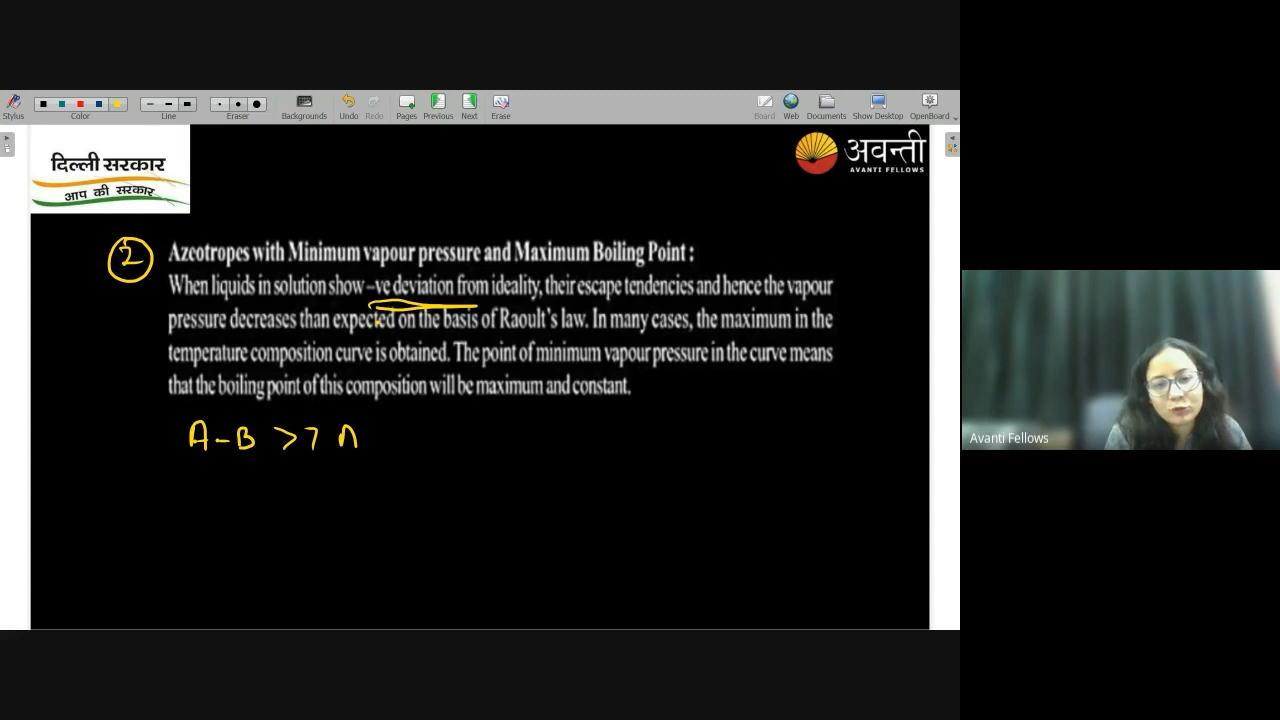 Stylus
Color
Line
Eraser
Backgrounds
Undo
Redo
Pages
Previous
Next
Erase
Board
Web
Documents
Show Desktop
OpenBoard
दिल्ली सरकार
आप की सरकार
अवन्ती
AVANTI FELLOWS
2
Azeotropes with Minimum vapour pressure and Maximum Boiling Point :
When liquids in solution show –ve deviation from ideality, their escape tendencies and hence the vapour
pressure decreases than expected on the basis of Raoult's law. In many cases, the maximum in the
temperature composition curve is obtained. The point of minimum vapour pressure in the curve means
that the boiling point of this composition will be maximum and constant.
A-B >7 A
Avanti Fellows